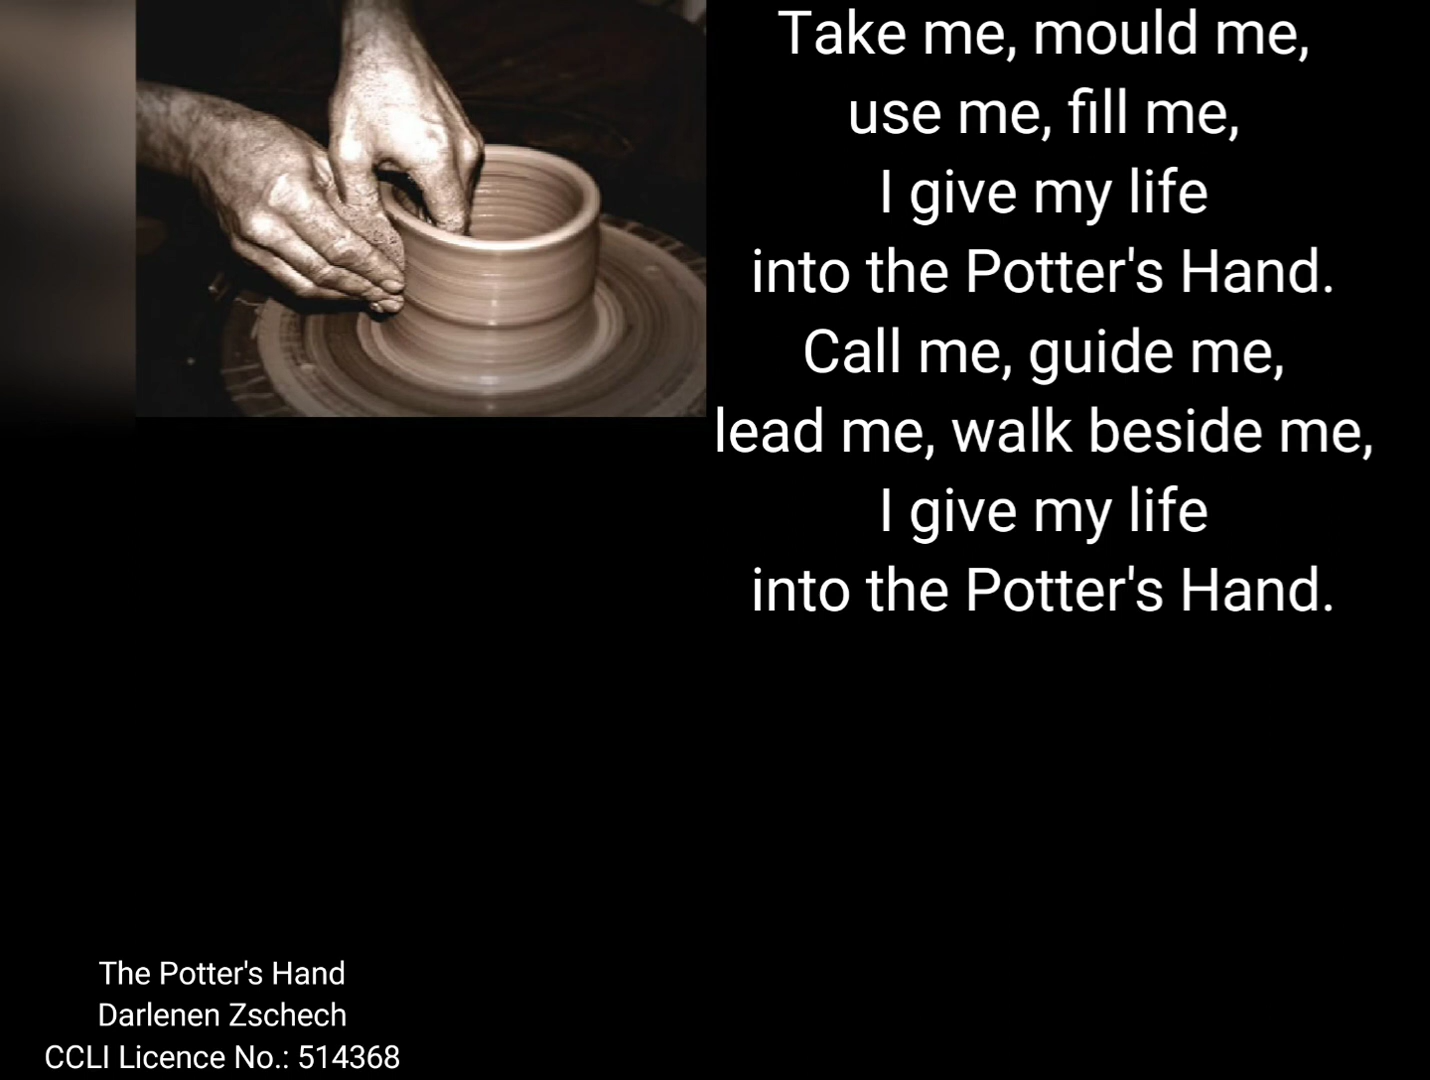 Take me, mould me,
use me, fill me,
I give my life
into the Potter's Hand.
Call me, guide me,
lead me, walk beside me,
I give my life
into the Potter's Hand.
The Potter's Hand
Darlenen Zschech
CCLI Licence No.: 514368